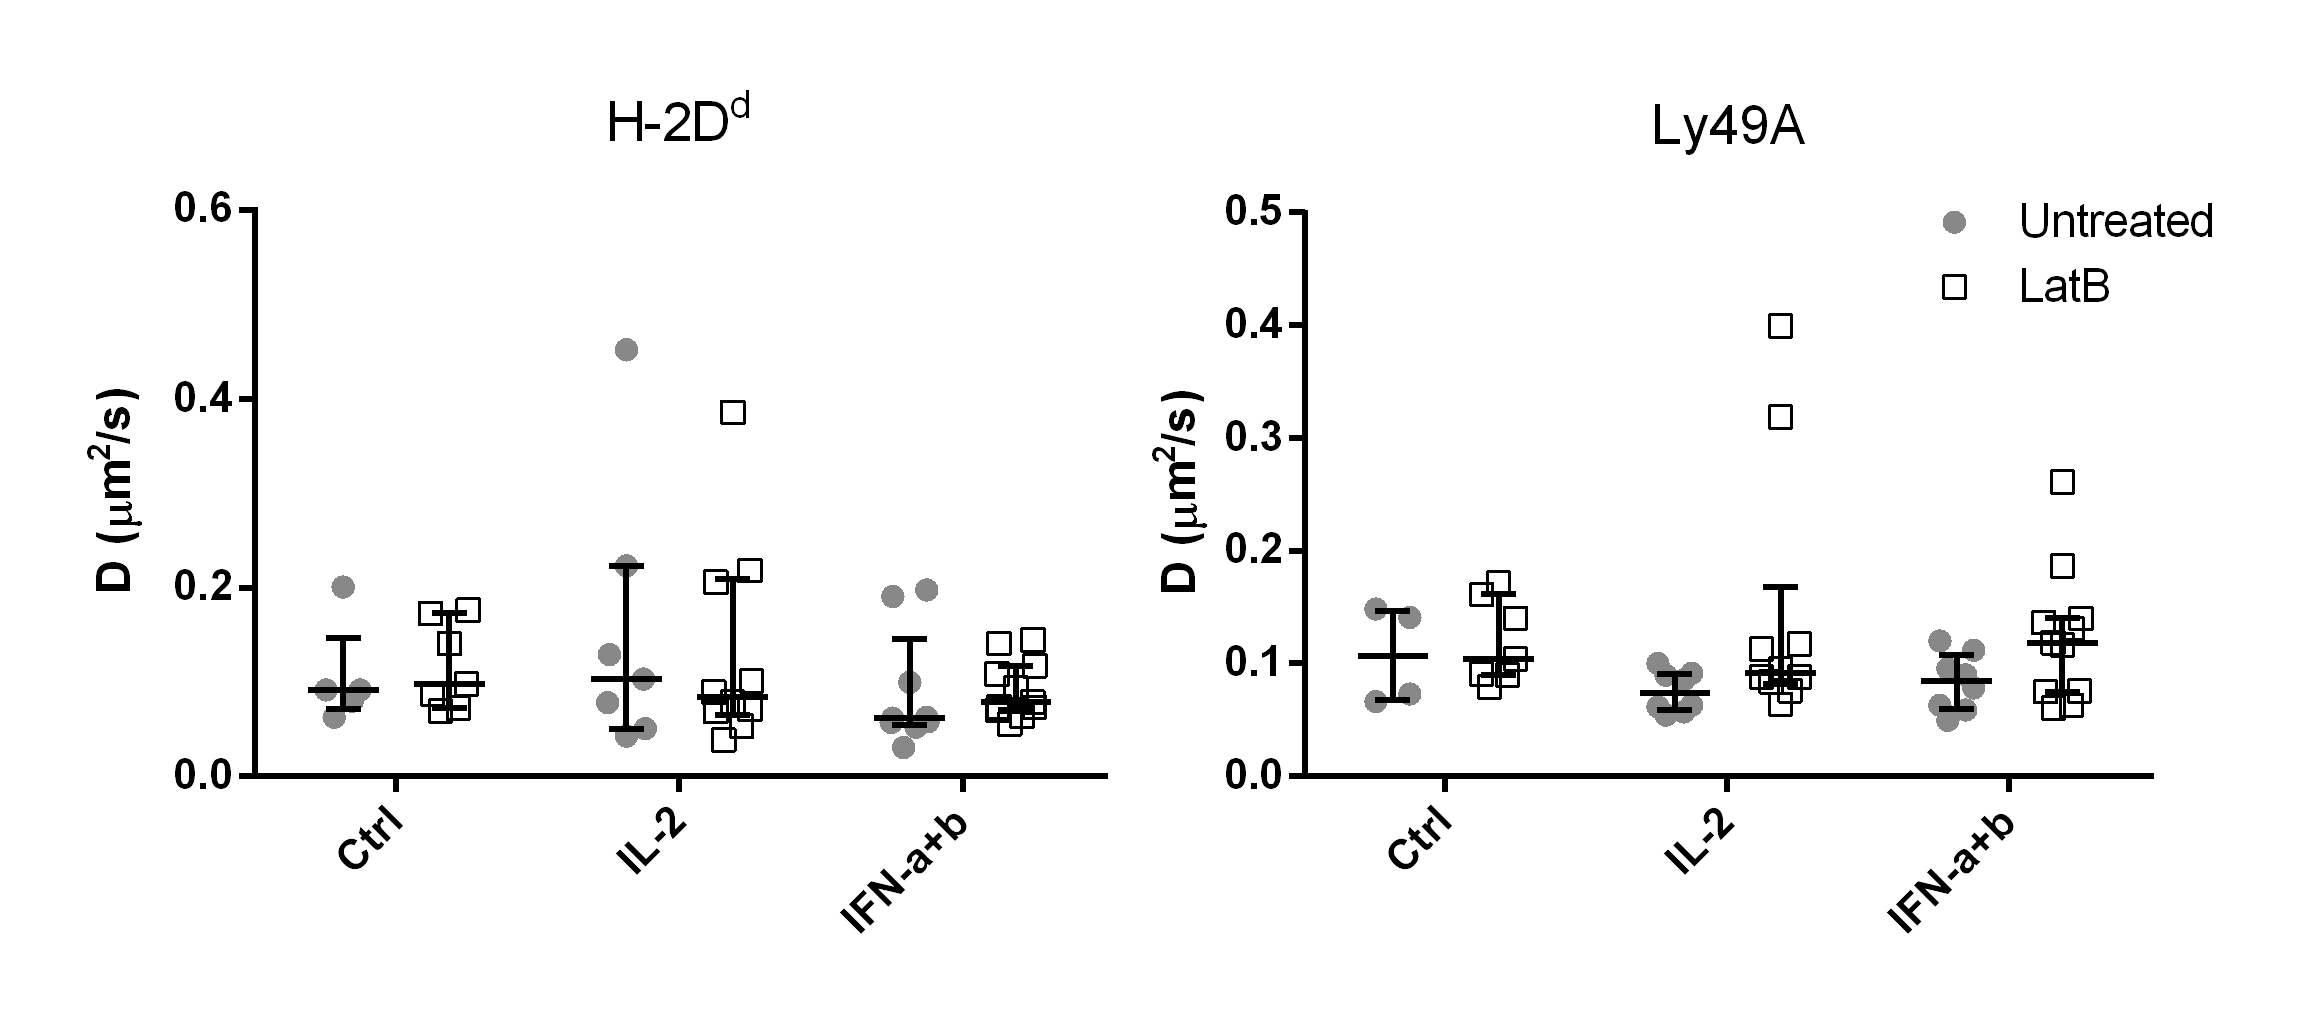 H-2Dᵈ
0.6
0.4
0.2
0.0
D (μm²/s)
Ctrl
IL-2
IFN-a+b
Ly49A
0.5
0.4
0.3
0.2
0.1
0.0
D (μm²/s)
Ctrl
IL-2
IFN-a+b
Untreated
LatB